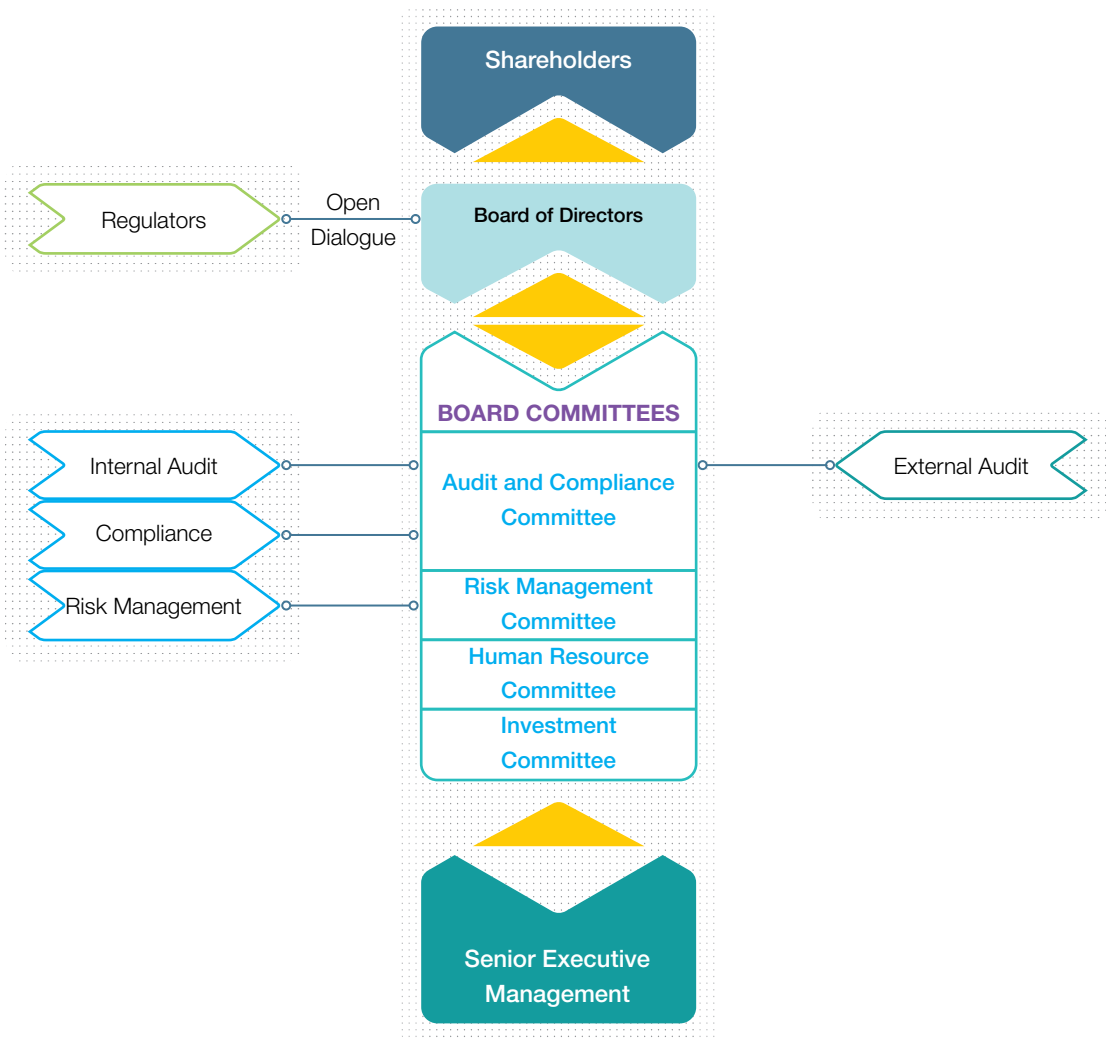 Shareholders
Regulators
Open
Dialogue
Board of Directors
BOARD COMMITTEES
Internal Audit
Compliance
Risk Management
Audit and Compliance
Committee
Risk Management
Committee
Human Resource
Committee
Investment
Committee
External Audit
Senior Executive
Management